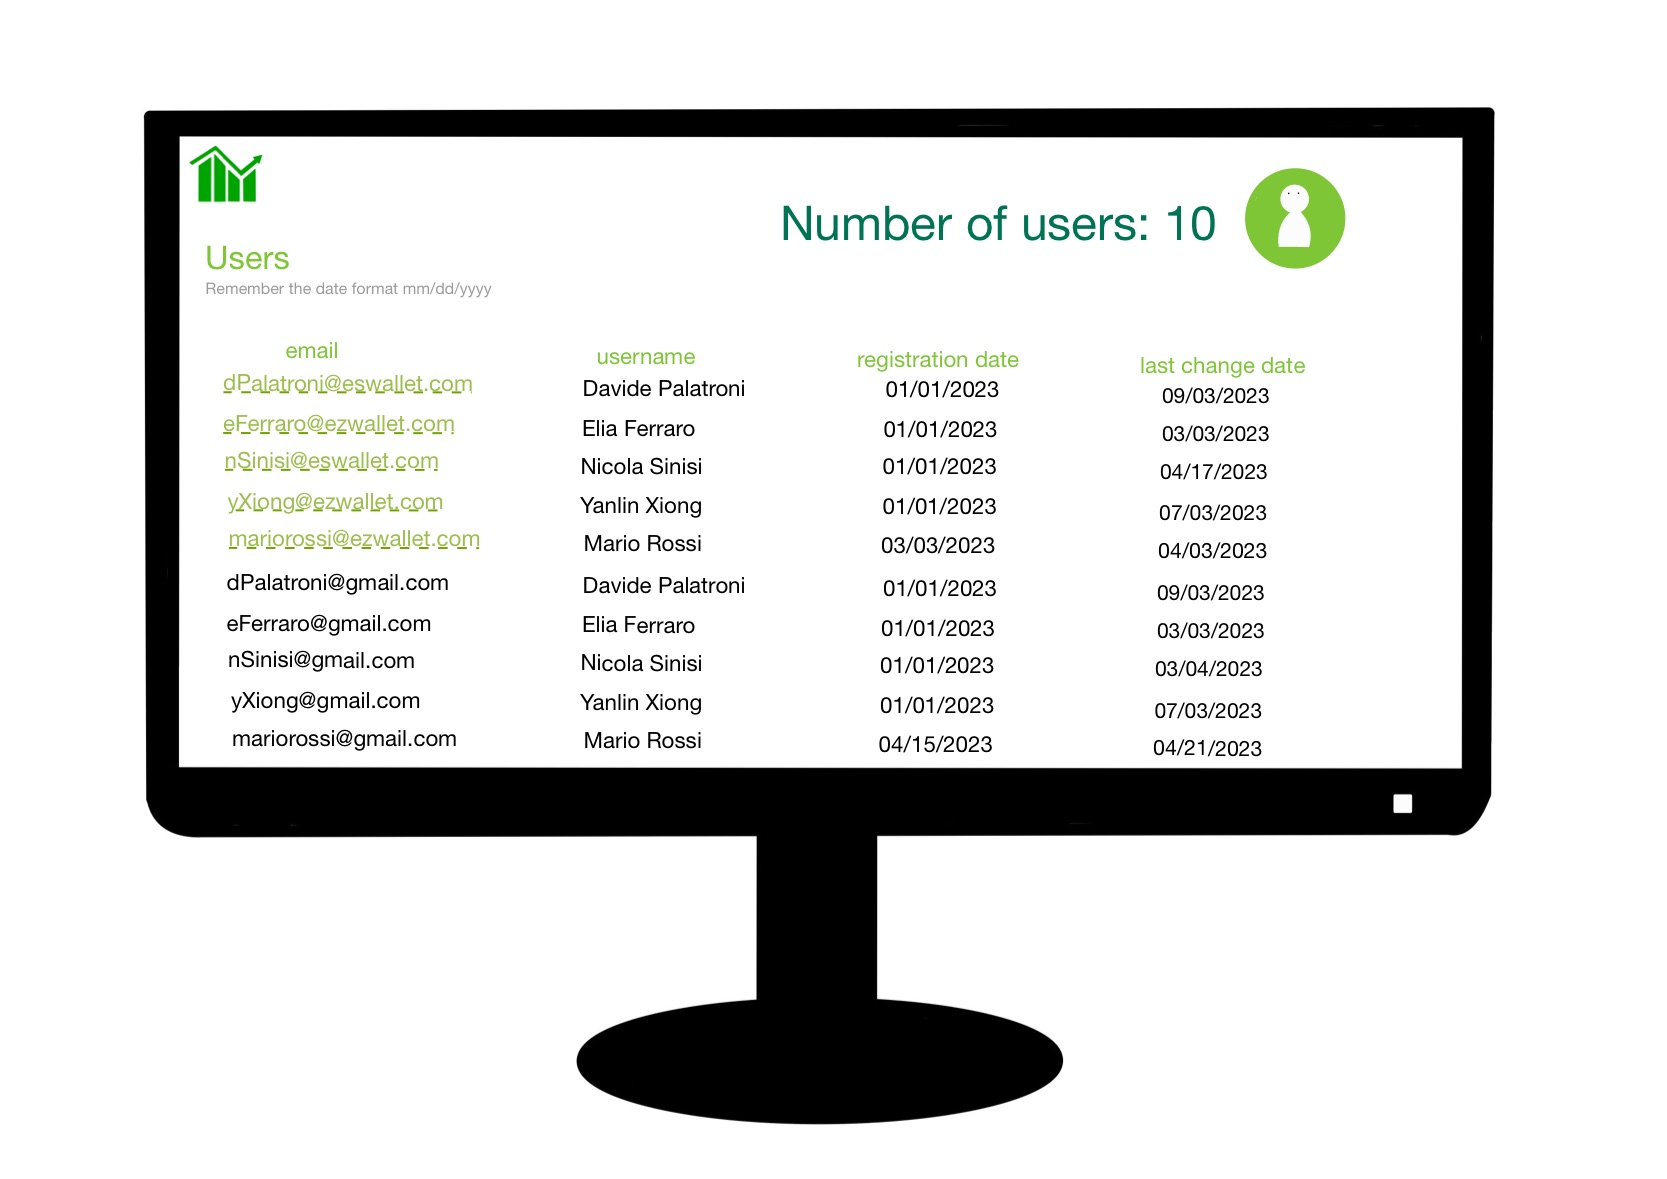 Number of users: 10
Users
Remember the date format mm/dd/yyyy
email username registration date last change date
dPalatroni@eswallet.com Davide Palatroni 01/01/2023 09/03/2023
eFerraro@ezwallet.com Elia Ferraro 01/01/2023 03/03/2023
nSinisi@eswallet.com Nicola Sinisi 01/01/2023 04/17/2023
yXiong@ezwallet.com Yanlin Xiong 01/01/2023 07/03/2023
mariorossi@ezwallet.com Mario Rossi 03/03/2023 04/03/2023
dPalatroni@gmail.com Davide Palatroni 01/01/2023 09/03/2023
eFerraro@gmail.com Elia Ferraro 01/01/2023 03/03/2023
nSinisi@gmail.com Nicola Sinisi 01/01/2023 03/04/2023
yXiong@gmail.com Yanlin Xiong 01/01/2023 07/03/2023
mariorossi@gmail.com Mario Rossi 04/15/2023 04/21/2023